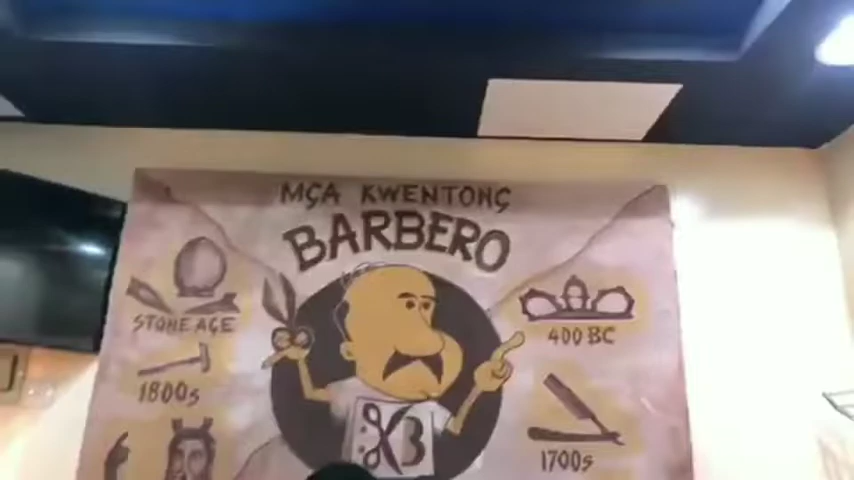 MGA KWENTONG
BARBERO
STONE AGE
400 BC
1800s
1700s
B